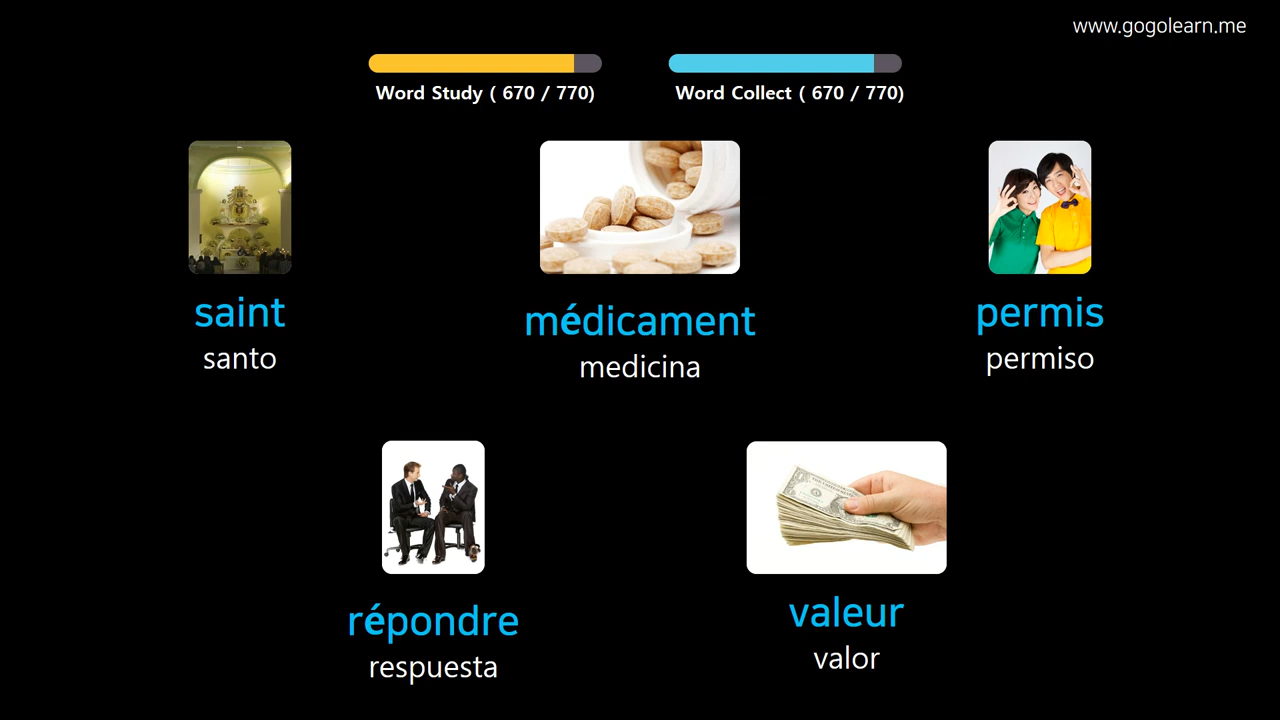 www.gogolearn.me
Word Study ( 670 / 770)
Word Collect ( 670 / 770)
saint
santo
médicament
medicina
permis
permiso
répondre
respuesta
valeur
valor